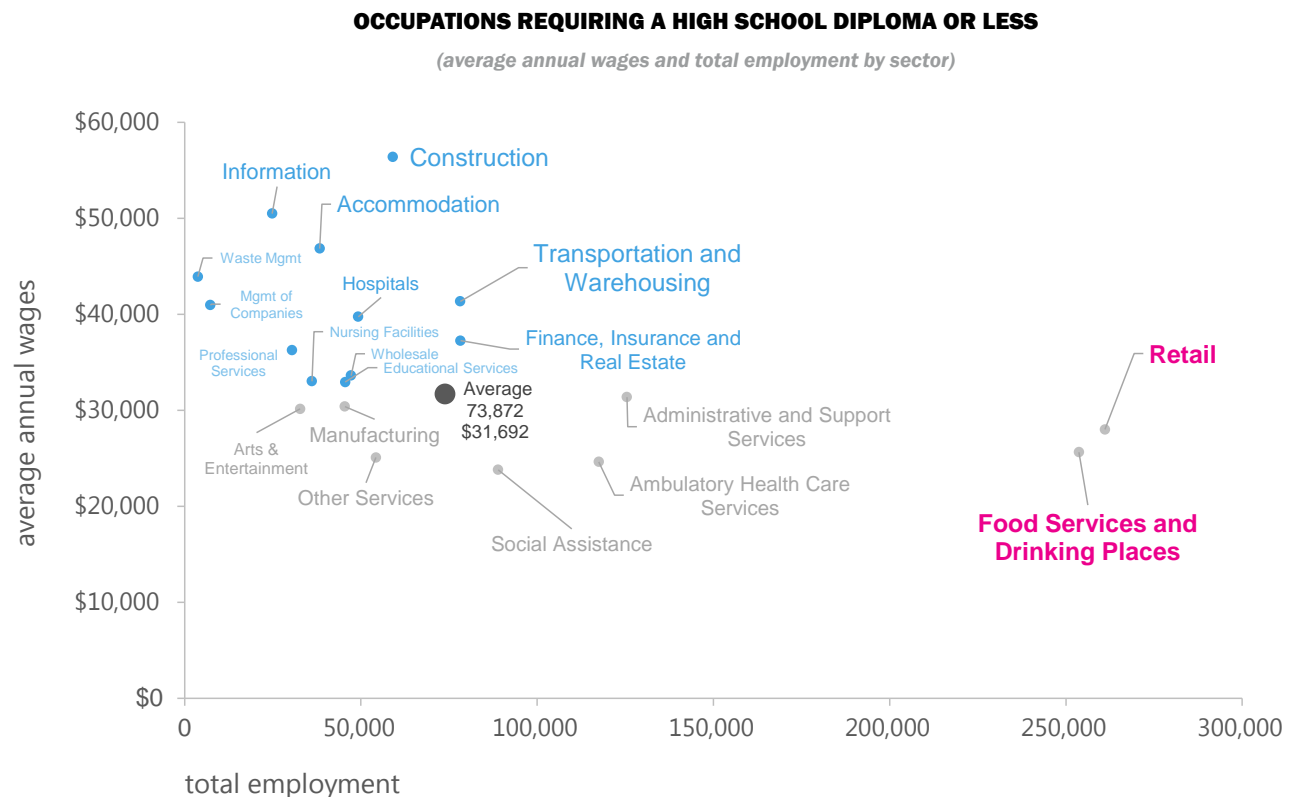 OCCUPATIONS REQUIRING A HIGH SCHOOL DIPLOMA OR LESS
(average annual wages and total employment by sector)
average annual wages
$60,000
$50,000
$40,000
$30,000
$20,000
$10,000
$0
Construction
Information
Accommodation
Waste Mgmt
Transportation and
Warehousing
Hospitals
Mgmt of
Companies
Nursing Facilities
Finance, Insurance and
Real Estate
Professional
Services
Wholesale
Educational Services
Retail
Average
73,872
$31,692
Administrative and Support
Services
Manufacturing
Arts &
Entertainment
Other Services
Ambulatory Health Care
Services
Social Assistance
Food Services and
Drinking Places
0
50,000
100,000
150,000
200,000
250,000
300,000
total employment